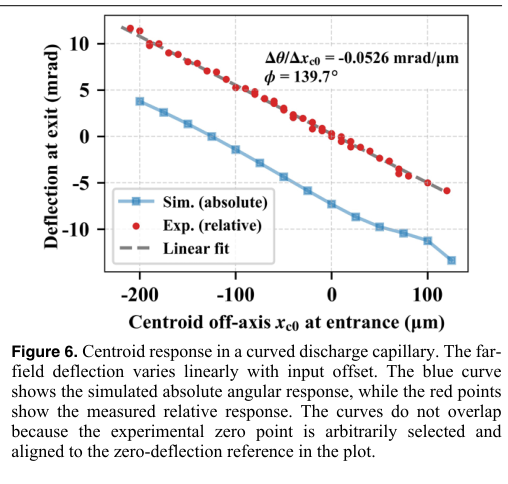 Δθ/Δx_c0 = -0.0526 mrad/μm
ϕ = 139.7°
Deflection at exit (mrad)
10
5
0
-5
-10
Sim. (absolute)
Exp. (relative)
Linear fit
-200
-100
0
100
Centroid off-axis x_c0 at entrance (μm)
Figure 6. Centroid response in a curved discharge capillary. The far-
field deflection varies linearly with input offset. The blue curve
shows the simulated absolute angular response, while the red points
show the measured relative response. The curves do not overlap
because the experimental zero point is arbitrarily selected and
aligned to the zero-deflection reference in the plot.